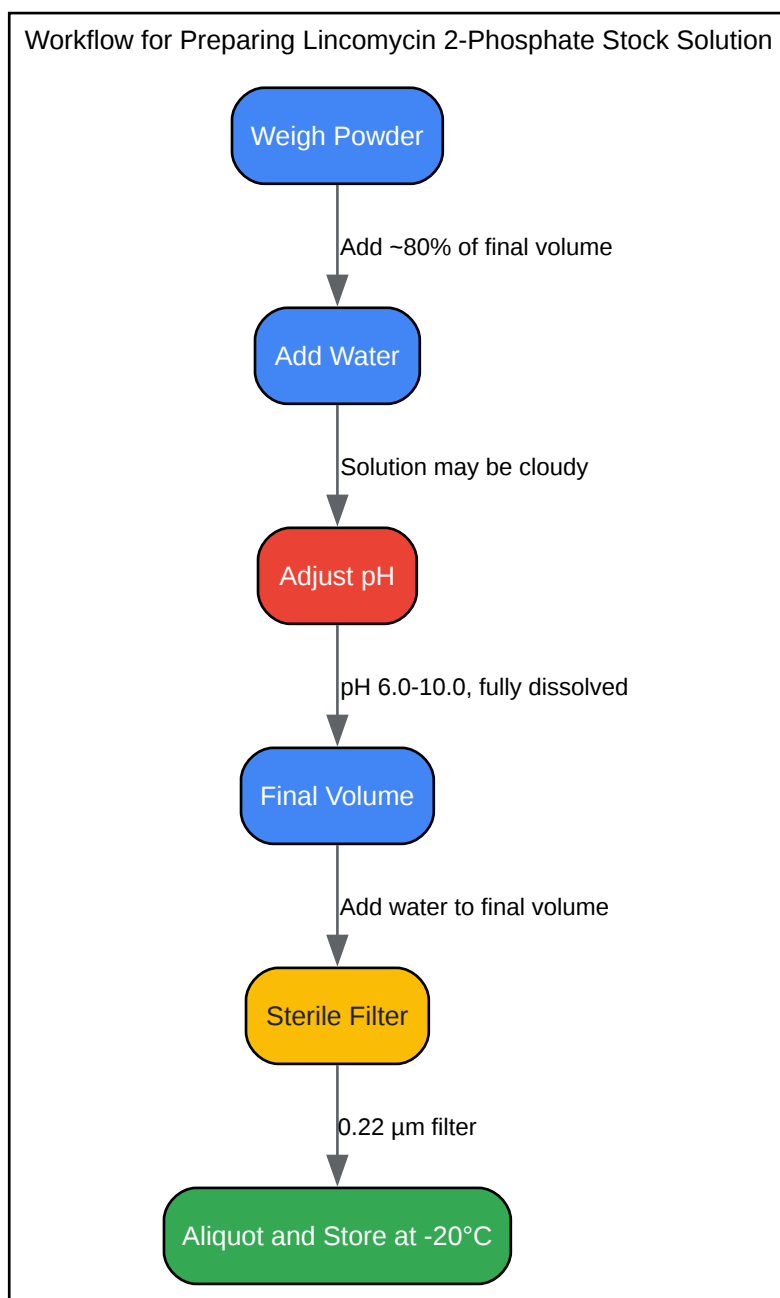 Workflow for Preparing Lincomycin 2-Phosphate Stock Solution
Weigh Powder
Add ~80% of final volume
Add Water
Solution may be cloudy
Adjust pH
pH 6.0-10.0, fully dissolved
Final Volume
Add water to final volume
Sterile Filter
0.22 µm filter
Aliquot and Store at -20°C